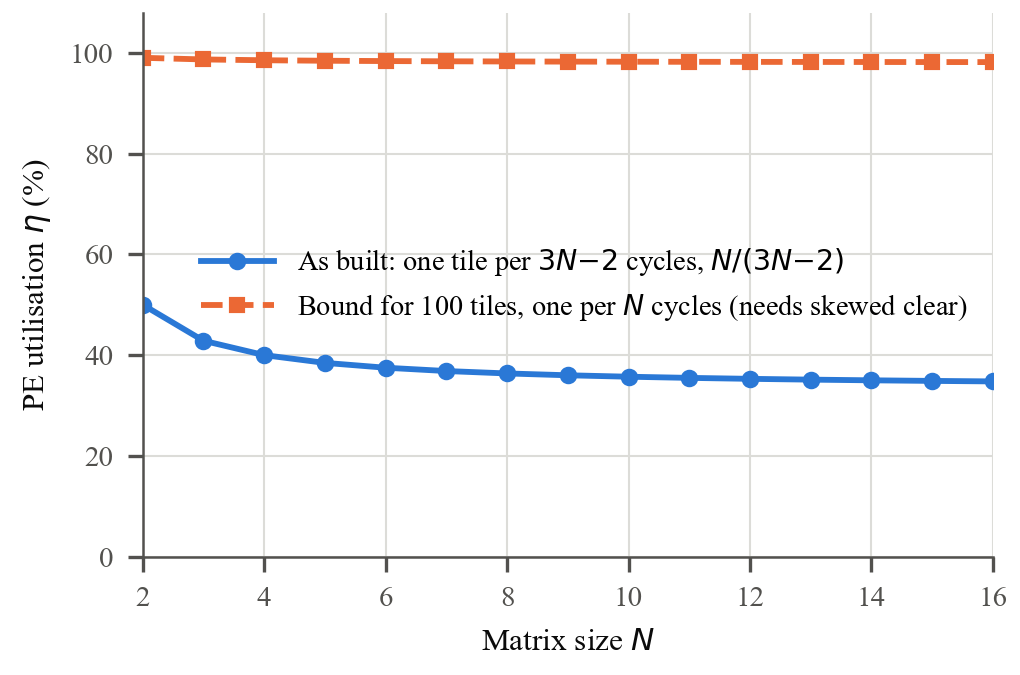 100
80
60
40
20
0
PE utilisation η (%)
As built: one tile per 3N−2 cycles, N/(3N−2)
Bound for 100 tiles, one per N cycles (needs skewed clear)
2 4 6 8 10 12 14 16
Matrix size N